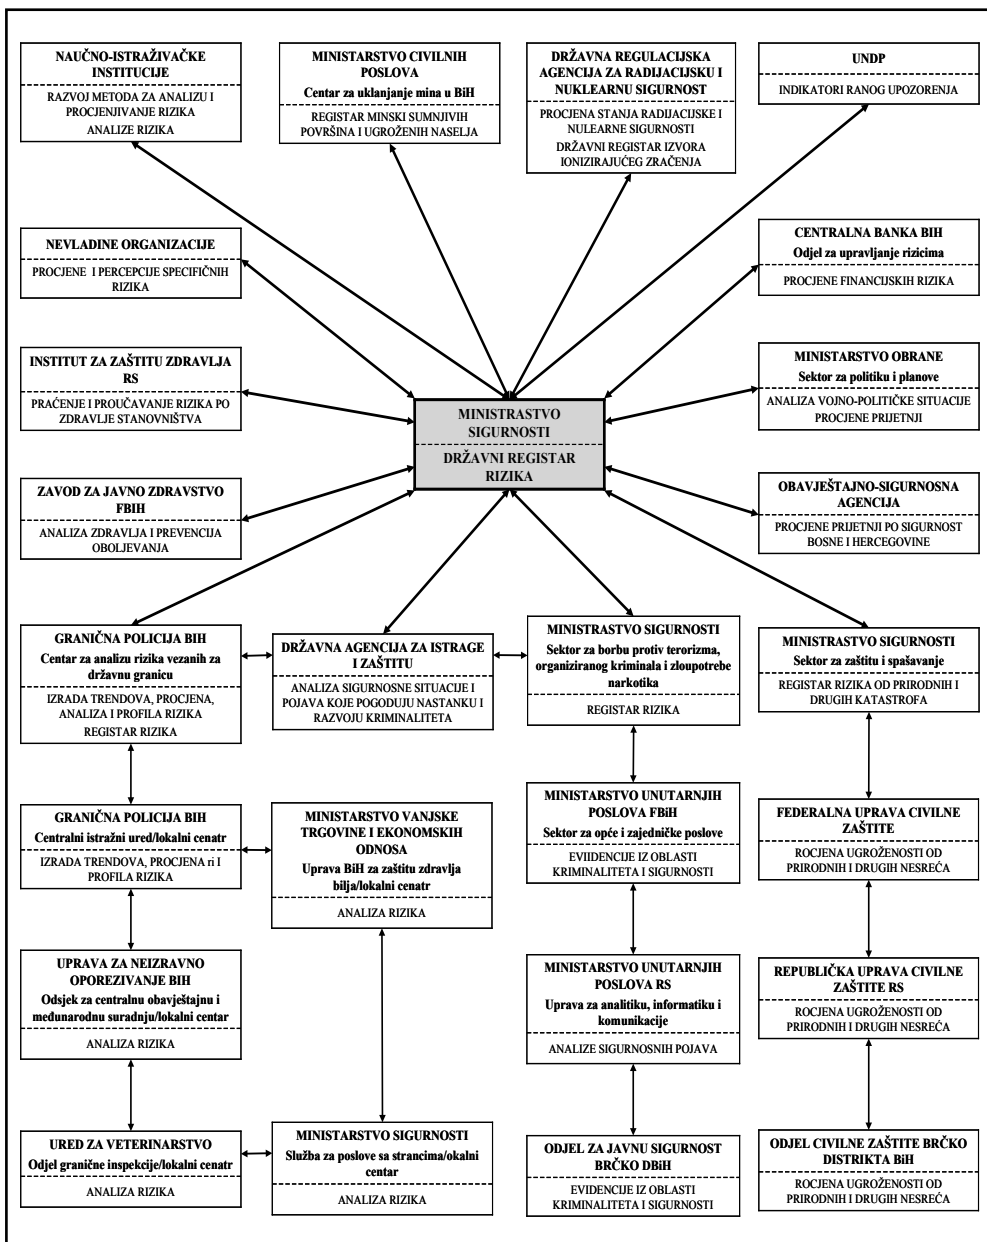 NAUČNO-ISTRAŽIVAČKE
INSTITUCIJE
RAZVOJ METODA ZA ANALIZU I
PROCJENJIVANJE RIZIKA
ANALIZE RIZIKA
MINISTARSTVO CIVILNIH
POSLOVA
Centar za uklanjanje mina u BiH
REGISTAR MINSKI SUMNJIVIH
POVRŠINA I UGROŽENIH NASELJA
DRŽAVNA REGULACIJSKA
AGENCIJA ZA RADIJACIJSKU I
NUKLEARNU SIGURNOST
PROCJENA STANJA RADIJACIJSKE I
NULEARNE SIGURNOSTI
DRŽAVNI REGISTAR IZVORA
IONIZIRAJUĆEG ZRAČENJA
UNDP
INDIKATORI RANOG UPOZORENJA
NEVLADINE ORGANIZACIJE
PROCJENE I PERCEPCIJE SPECIFIČNIH
RIZIKA
CENTRALNA BANKA BIH
Odjel za upravljanje rizicima
PROCJENE FINANCIJSKIH RIZIKA
INSTITUT ZA ZAŠTITU ZDRAVLJA
RS
PRAĆENJE I PROUČAVANJE RIZIKA PO
ZDRAVLJE STANOVNIŠTVA
MINISTARSTVO OBRANE
Sektor za politiku i planove
ANALIZA VOJNO-POLITIČKE SITUACIJE
PROCJENE PRIJETNJI
MINISTRASTVO
SIGURNOSTI
DRŽAVNI REGISTAR
RIZIKA
ZAVOD ZA JAVNO ZDRAVSTVO
FBIH
ANALIZA ZDRAVLJA I PREVENCIJA
OBOLJEVANJA
OBAVJEŠTAJNO-SIGURNOSNA
AGENCIJA
PROCJENE PRIJETNJI PO SIGURNOST
BOSNE I HERCEGOVINE
GRANIČNA POLICIJA BIH
Centar za analizu rizika vezanih za
državnu granicu
IZRADA TRENDOVA, PROCJENA,
ANALIZA I PROFILA RIZIKA
REGISTAR RIZIKA
DRŽAVNA AGENCIJA ZA ISTRAGE
I ZAŠTITU
ANALIZA SIGURNOSNE SITUACIJE I
POJAVA KOJE POGODUJU NASTANKU I
RAZVOJU KRIMINALITETA
MINISTRASTVO SIGURNOSTI
Sektor za borbu protiv terorizma,
organiziranog kriminala i zloupotrebe
narkotika
REGISTAR RIZIKA
MINISTRASTVO SIGURNOSTI
Sektor za zaštitu i spašavanje
REGISTAR RIZIKA OD PRIRODNIH I
DRUGIH KATASTROFA
GRANIČNA POLICIJA BIH
Centralni istražni ured/lokalni cenatr
IZRADA TRENDOVA, PROCJENA ri I
PROFILA RIZIKA
MINISTARSTVO VANJSKE
TRGOVINE I EKONOMSKIH
ODNOSA
Uprava BiH za zaštitu zdravlja
bilja/lokalni cenatr
ANALIZA RIZIKA
MINISTARSTVO UNUTARNJIH
POSLOVA FBiH
Sektor za opće i zajedničke poslove
EVIIDENCIJE IZ OBLASTI
KRIMINALITETA I SIGURNOSTI
FEDERALNA UPRAVA CIVILNE
ZAŠTITE
ROCJENA UGROŽENOSTI OD
PRIRODNIH I DRUGIH NESREĆA
UPRAVA ZA NEIZRAVNO
OPOREZIVANJE BIH
Odsjek za centralnu obavještajnu i
međunarodnu suradnju/lokalni centar
ANALIZA RIZIKA
MINISTARSTVO UNUTARNJIH
POSLOVA RS
Uprava za analitiku, informatiku i
komunikacije
ANALIZE SIGURNOSNIH POJAVA
REPUBLIČKA UPRAVA CIVILNE
ZAŠTITE RS
ROCJENA UGROŽENOSTI OD
PRIRODNIH I DRUGIH NESREĆA
URED ZA VETERINARSTVO
Odjel granične inspekcije/lokalni cenatr
ANALIZA RIZIKA
MINISTARSTVO SIGURNOSTI
Služba za poslove sa strancima/okalni
centar
ANALIZA RIZIKA
ODJEL ZA JAVNU SIGURNOST
BRČKO DBiH
EVIDENCIJE IZ OBLASTI
KRIMINALITETA I SIGURNOSTI
ODJEL CIVILNE ZAŠTITE BRČKO
DISTRIKTA BiH
ROCJENA UGROŽENOSTI OD
PRIRODNIH I DRUGIH NESREĆA